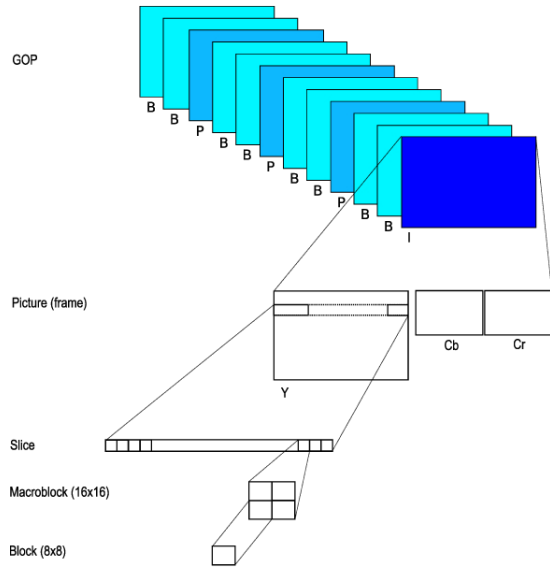 GOP
B
B
P
B
B
P
B
B
P
B
B
I
Picture (frame)
Cb
Cr
Y
Slice
Macroblock (16x16)
Block (8x8)